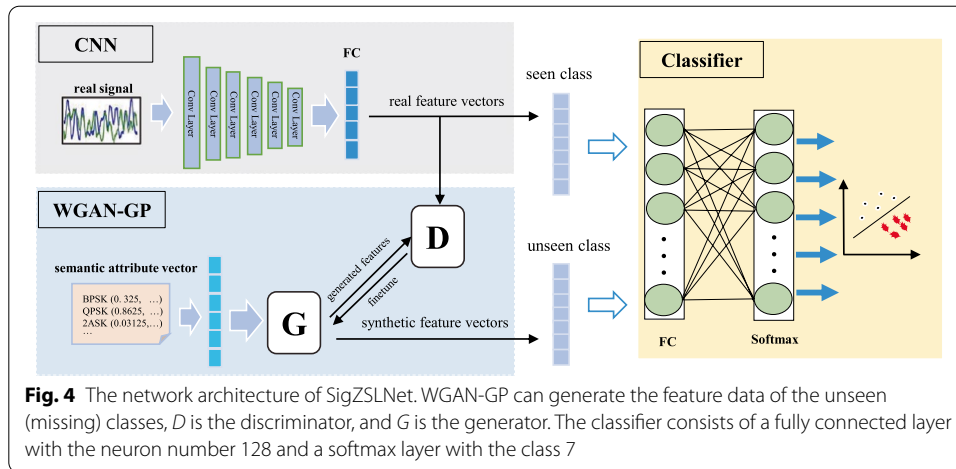 CNN
FC
real signal
Conv Layer
Conv Layer
Conv Layer
Conv Layer
Conv Layer
Conv Layer
real feature vectors
seen class
Classifier
WGAN-GP
D
unseen class
semantic attribute vector
generated features
finetune
BPSK (0.325, ...)
QPSK (0.8625, ...)
2ASK (0.03125,...)
...
G
synthetic feature vectors
FC
Softmax
Fig. 4 The network architecture of SigZSLNet. WGAN-GP can generate the feature data of the unseen
(missing) classes, D is the discriminator, and G is the generator. The classifier consists of a fully connected layer
with the neuron number 128 and a softmax layer with the class 7